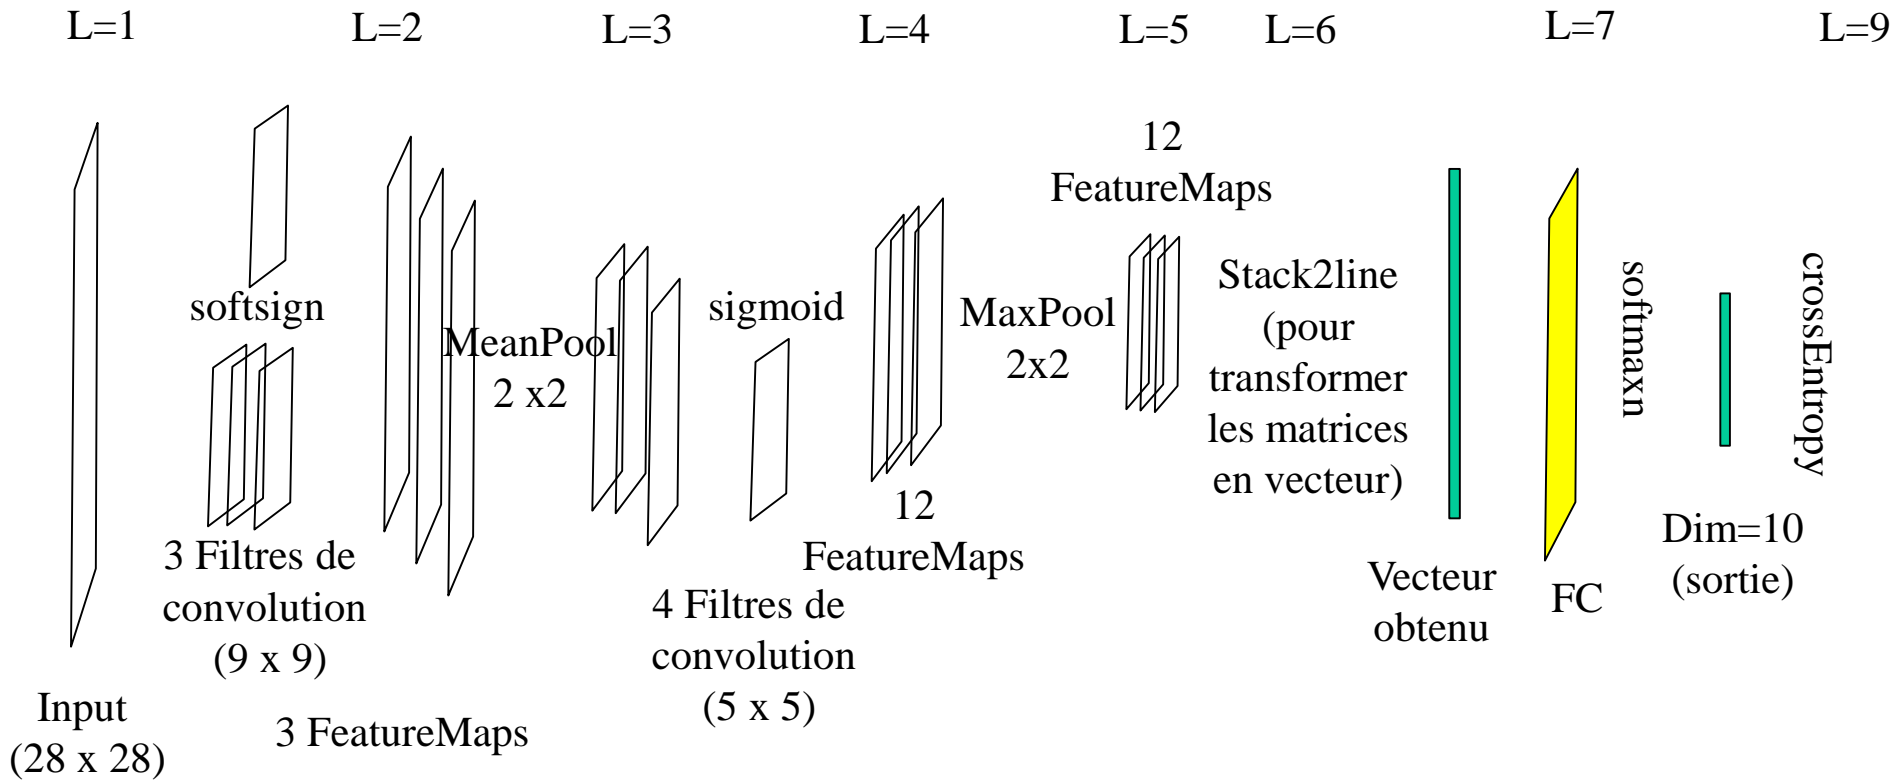 L=1
L=2
L=3
L=4
L=5
L=6
L=7
L=9
Input
(28 x 28)
softsign
3 Filtres de
convolution
(9 x 9)
3 FeatureMaps
MeanPool
2 x2
sigmoid
4 Filtres de
convolution
(5 x 5)
12
FeatureMaps
MaxPool
2x2
12
FeatureMaps
Stack2line
(pour
transformer
les matrices
en vecteur)
Vecteur
obtenu
FC
softmaxn
Dim=10
(sortie)
crossEntropy